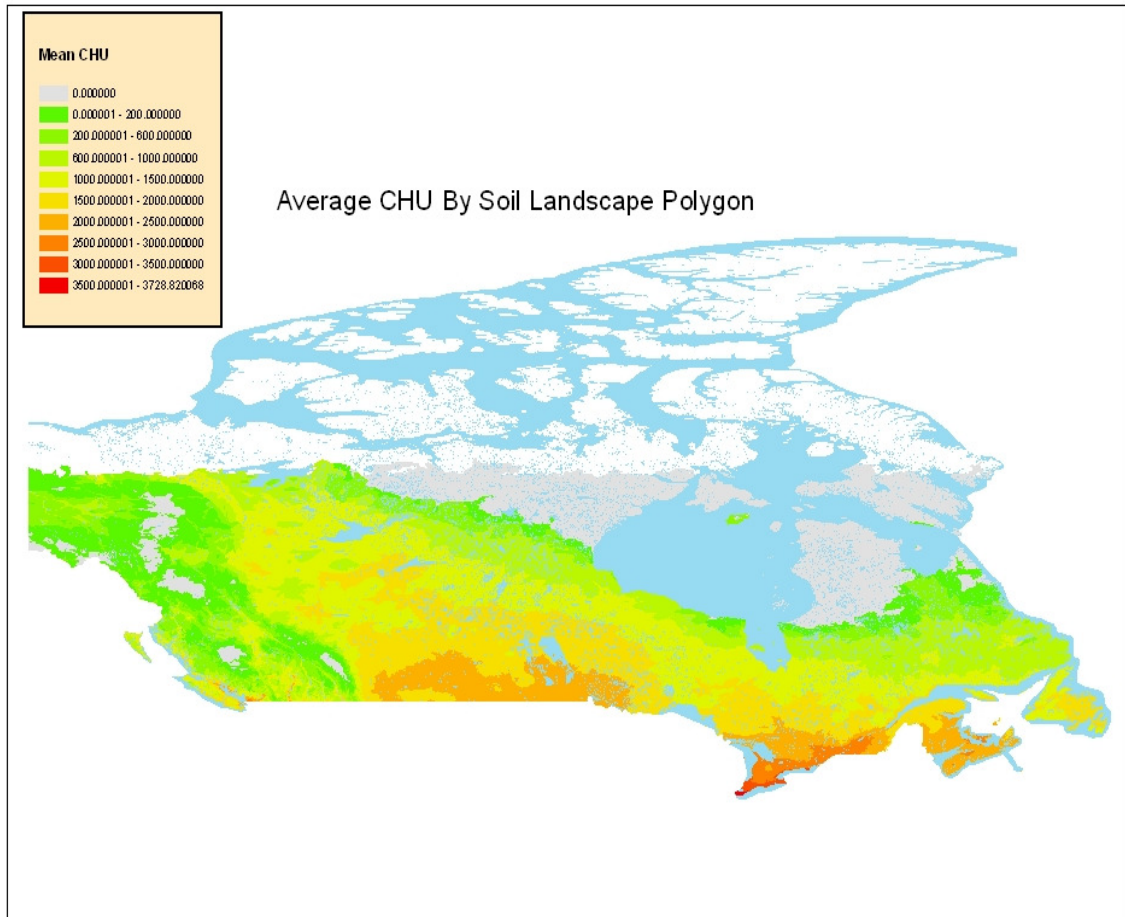 Mean CHU
0.000000
0.000001 - 200.000000
200.000001 - 600.000000
600.000001 - 1000.000000
1000.000001 - 1500.000000
1500.000001 - 2000.000000
2000.000001 - 2500.000000
2500.000001 - 3000.000000
3000.000001 - 3500.000000
3500.000001 - 3728.820068
Average CHU By Soil Landscape Polygon